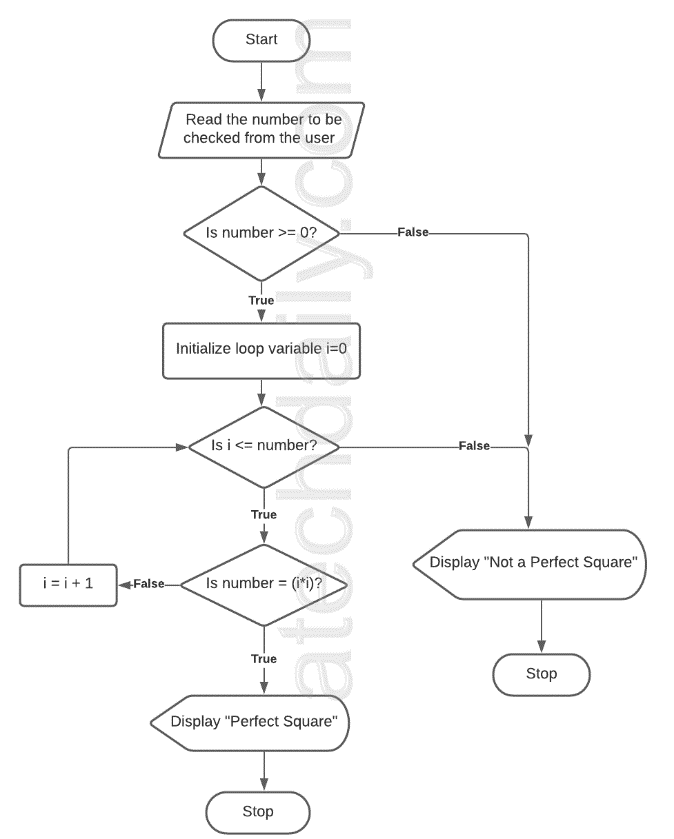 Start
Read the number to be
checked from the user
Is number >= 0?
False
True
Initialize loop variable i=0
Is i <= number?
False
True
Is number = (i*i)?
False
i = i + 1
Display "Not a Perfect Square"
True
Stop
Display "Perfect Square"
Stop
atechdaily.com